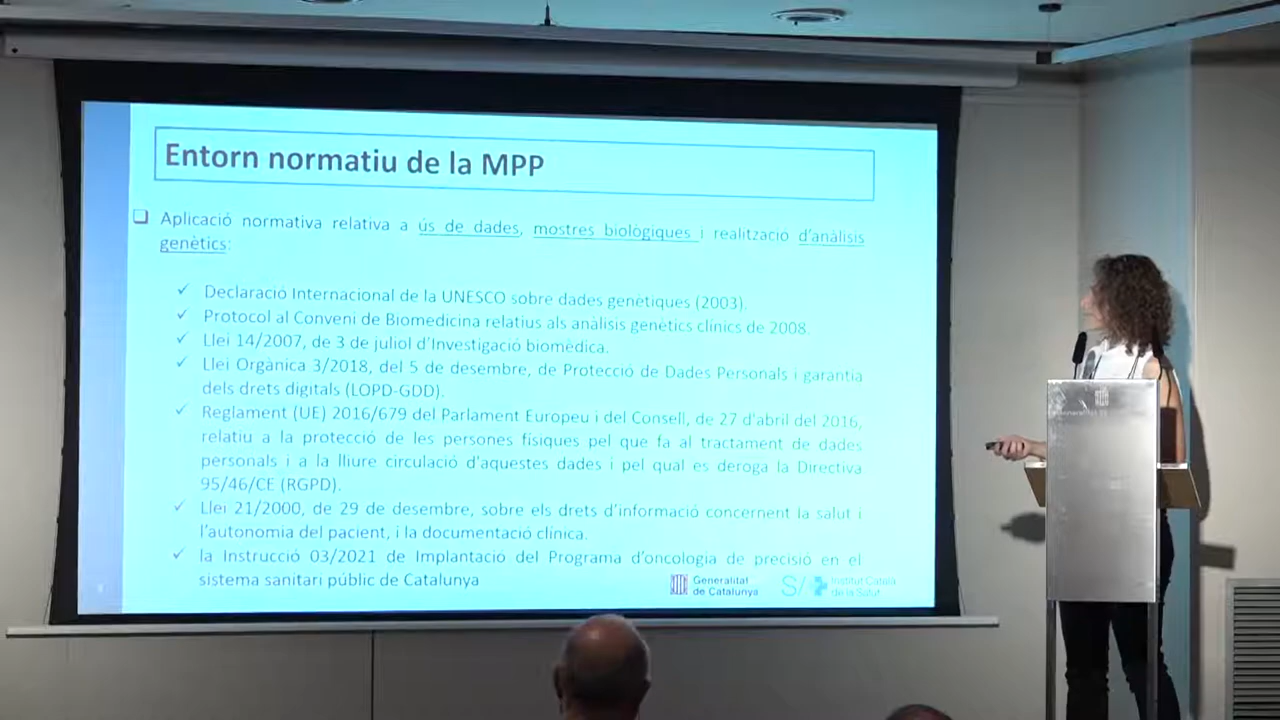 Entorn normatiu de la MPP
Aplicació normativa relativa a ús de dades, mostres biològiques i realització d'anàlisis
genètics:
Declaració Internacional de la UNESCO sobre dades genètiques (2003).
Protocol al Conveni de Biomedicina relatius als anàlisis genètics clínics de 2008.
Llei 14/2007, de 3 de juliol d'Investigació biomèdica.
Llei Orgànica 3/2018, del 5 de desembre, de Protecció de Dades Personals i garantia
dels drets digitals (LOPD-GDD).
Reglament (UE) 2016/679 del Parlament Europeu i del Consell, de 27 d'abril del 2016,
relatiu a la protecció de les persones físiques pel que fa al tractament de dades
personals i a la lliure circulació d'aquestes dades i pel qual es deroga la Directiva
95/46/CE (RGPD).
Llei 21/2000, de 29 de desembre, sobre els drets d'informació concernent la salut i
l'autonomia del pacient, i la documentació clínica.
la Instrucció 03/2021 de Implantació del Programa d'oncologia de precisió en el
sistema sanitari públic de Catalunya
Generalitat
de Catalunya
S/
Institut Català
de la Salut